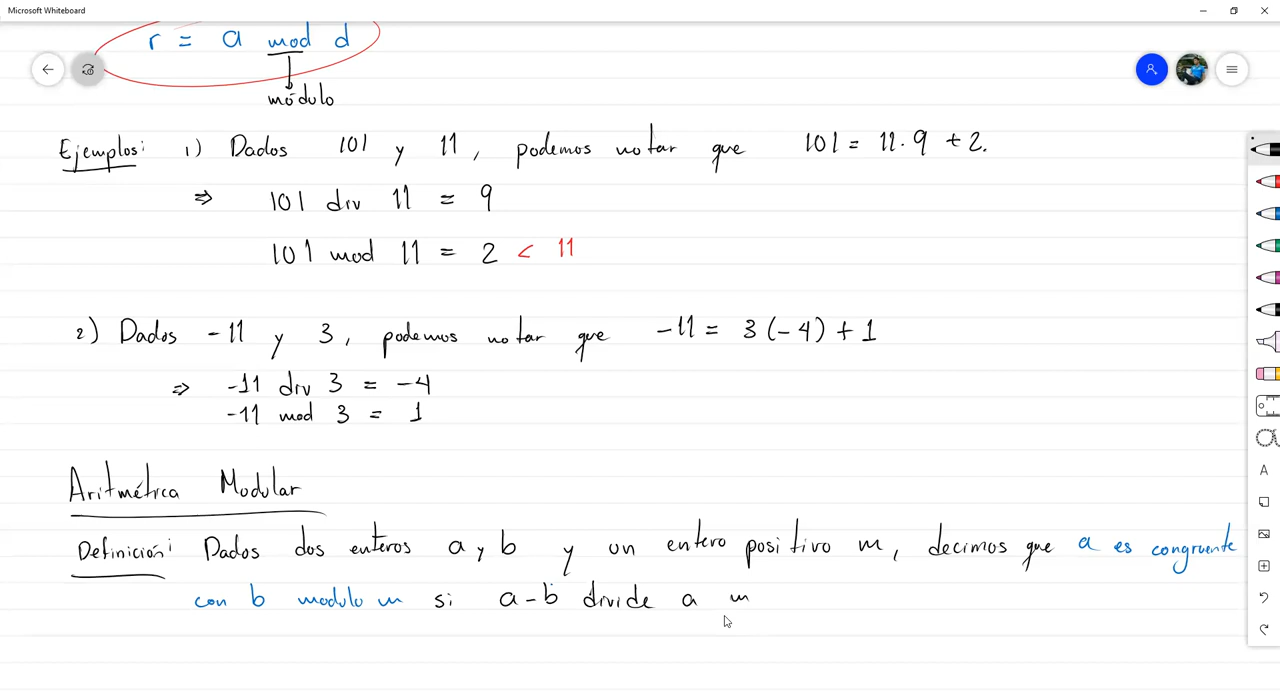 Microsoft Whiteboard
r = a mod d
módulo
Ejemplos: 1) Dados 101 y 11, podemos notar que 101 = 11·9 + 2.
⇒ 101 div 11 = 9
101 mod 11 = 2 < 11
2) Dados -11 y 3, podemos notar que -11 = 3(-4) + 1
⇒ -11 div 3 = -4
-11 mod 3 = 1
Aritmética Modular
Definición: Dados dos enteros a y b y un entero positivo m, decimos que a es congruente
con b modulo m si a-b divide a m
A